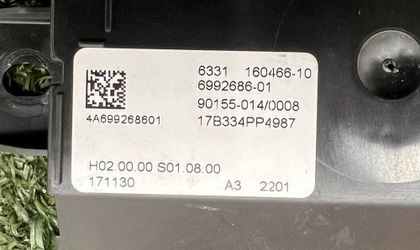 6331 160466-10
6992686-01
90155-014/0008
4A699268601 17B334PP4987
H02.00.00 S01.08.00
171130 A3 2201